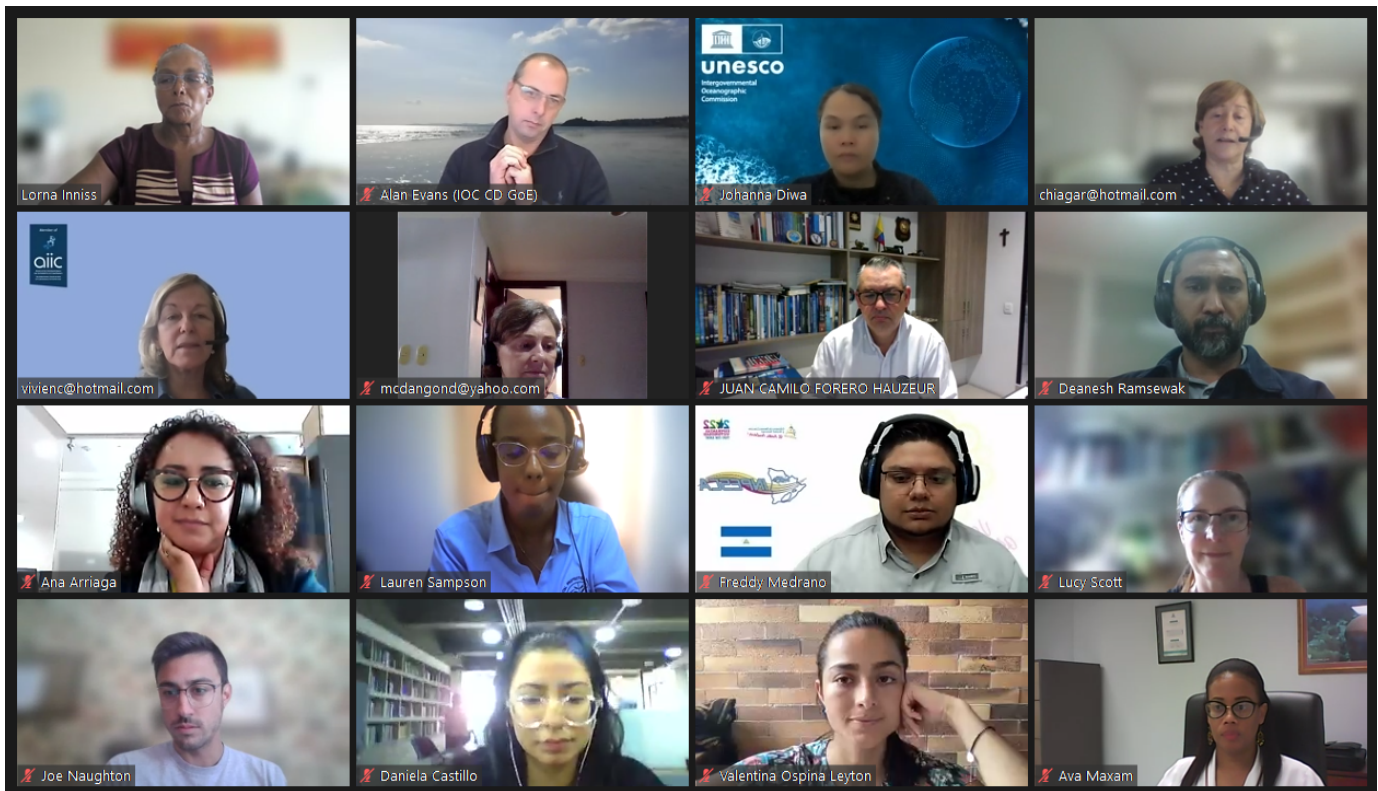 unesco
Intergovernmental
Oceanographic
Commission
Lorna Inniss
Alan Evans (IOC CD GoE)
Johanna Diwa
chiagar@hotmail.com
aiic
vivienc@hotmail.com
mcdangond@yahoo.com
JUAN CAMILO FORERO HAUZEUR
Deanesh Ramsewak
2022
Ana Arriaga
Lauren Sampson
Freddy Medrano
Lucy Scott
Joe Naughton
Daniela Castillo
Valentina Ospina Leyton
Ava Maxam